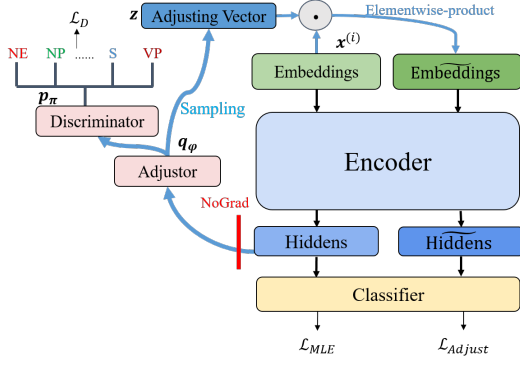 ℒ_D
z
Adjusting Vector
Elementwise-product
NE NP ...... S VP
x^(i)
Embeddings
Embeddings
p_π
Discriminator
Sampling
q_φ
Encoder
Adjustor
NoGrad
Hiddens
Hiddens
Classifier
ℒ_MLE
ℒ_Adjust